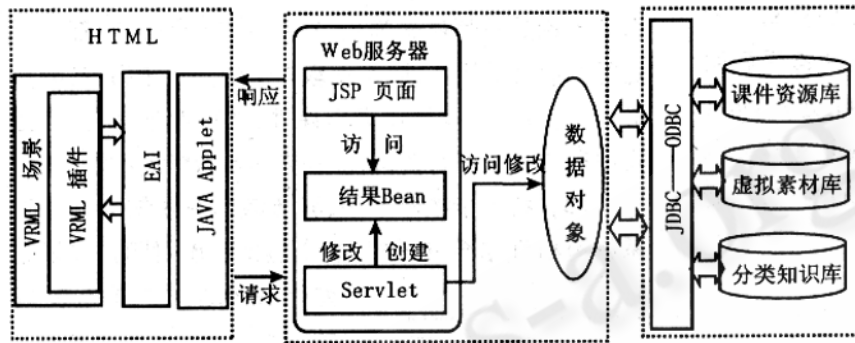 HTML
VRML 场景
VRML 插件
EAI
JAVA Applet
响应
请求
Web服务器
JSP 页面
访 问
结果Bean
修改 创建
Servlet
访问修改
数据对象
JDBC——ODBC
课件资源库
虚拟素材库
分类知识库